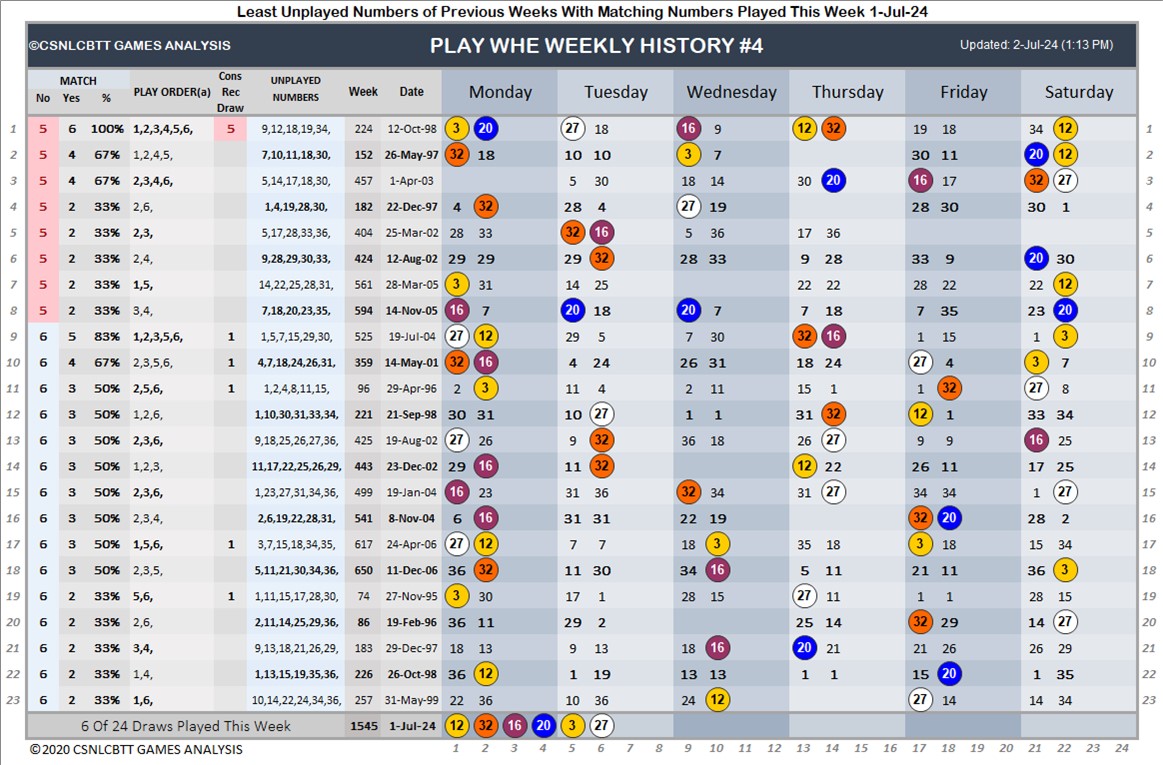 Least Unplayed Numbers of Previous Weeks With Matching Numbers Played This Week 1-Jul-24
©CSNLCBTT GAMES ANALYSIS PLAY WHE WEEKLY HISTORY #4 Updated: 2-Jul-24 (1:13 PM)
MATCH Cons Rec Draw UNPLAYED NUMBERS
No Yes % PLAY ORDER(a) Week Date Monday Tuesday Wednesday Thursday Friday Saturday
1 5 6 100% 1,2,3,4,5,6, 5 9,12,18,19,34, 224 12-Oct-98 3 20 27 18 16 9 12 32 19 18 34 12 1
2 5 4 67% 1,2,4,5, 7,10,11,18,30, 152 26-May-97 32 18 10 10 3 7 30 11 20 12 2
3 5 4 67% 2,3,4,6, 5,14,17,18,30, 457 1-Apr-03 5 30 18 14 30 20 16 17 32 27 3
4 5 2 33% 2,6, 1,4,19,28,30, 182 22-Dec-97 4 32 28 4 27 19 28 30 30 1 4
5 5 2 33% 2,3, 5,17,28,33,36, 404 25-Mar-02 28 33 32 16 5 36 17 36 5
6 5 2 33% 2,4, 9,28,29,30,33, 424 12-Aug-02 29 29 29 32 28 33 9 28 33 9 20 30 6
7 5 2 33% 1,5, 14,22,25,28,31, 561 28-Mar-05 3 31 14 25 22 22 28 22 22 12 7
8 5 2 33% 3,4, 7,18,20,23,35, 594 14-Nov-05 16 7 20 18 20 7 7 18 7 35 23 20 8
9 6 5 83% 1,2,3,5,6, 1 1,5,7,15,29,30, 525 19-Jul-04 27 12 29 5 7 30 32 16 1 15 1 3 9
10 6 4 67% 2,3,5,6, 1 4,7,18,24,26,31, 359 14-May-01 32 16 4 24 26 31 18 24 27 4 3 7 10
11 6 3 50% 2,5,6, 1 1,2,4,8,11,15, 96 29-Apr-96 2 3 11 4 2 11 15 1 1 32 27 8 11
12 6 3 50% 1,2,6, 1,10,30,31,33,34, 221 21-Sep-98 30 31 10 27 1 1 31 32 12 1 33 34 12
13 6 3 50% 2,3,6, 9,18,25,26,27,36, 425 19-Aug-02 27 26 9 32 36 18 26 27 9 9 16 25 13
14 6 3 50% 1,2,3, 11,17,22,25,26,29, 443 23-Dec-02 29 16 11 32 12 22 26 11 17 25 14
15 6 3 50% 2,3,6, 1,23,27,31,34,36, 499 19-Jan-04 16 23 31 36 32 34 31 27 34 34 1 27 15
16 6 3 50% 2,3,4, 2,6,19,22,28,31, 541 8-Nov-04 6 16 31 31 22 19 32 20 28 2 16
17 6 3 50% 1,5,6, 1 3,7,15,18,34,35, 617 24-Apr-06 27 12 7 7 18 3 35 18 3 18 15 34 17
18 6 3 50% 2,3,5, 5,11,21,30,34,36, 650 11-Dec-06 36 32 11 30 34 16 5 11 21 11 36 3 18
19 6 2 33% 5,6, 1 1,11,15,17,28,30, 74 27-Nov-95 3 30 17 1 28 15 27 11 1 1 28 15 19
20 6 2 33% 2,6, 2,11,14,25,29,36, 86 19-Feb-96 36 11 29 2 25 14 32 29 14 27 20
21 6 2 33% 3,4, 9,13,18,21,26,29, 183 29-Dec-97 18 13 9 13 18 16 20 21 21 26 26 29 21
22 6 2 33% 1,4, 1,13,15,19,35,36, 226 26-Oct-98 36 12 1 19 13 13 1 1 15 20 1 35 22
23 6 2 33% 1,6, 10,14,22,24,34,36, 257 31-May-99 22 36 10 36 24 12 27 14 14 34 23
6 Of 24 Draws Played This Week 1545 1-Jul-24 12 32 16 20 3 27
© 2020 CSNLCBTT GAMES ANALYSIS 1 2 3 4 5 6 7 8 9 10 11 12 13 14 15 16 17 18 19 20 21 22 23 24